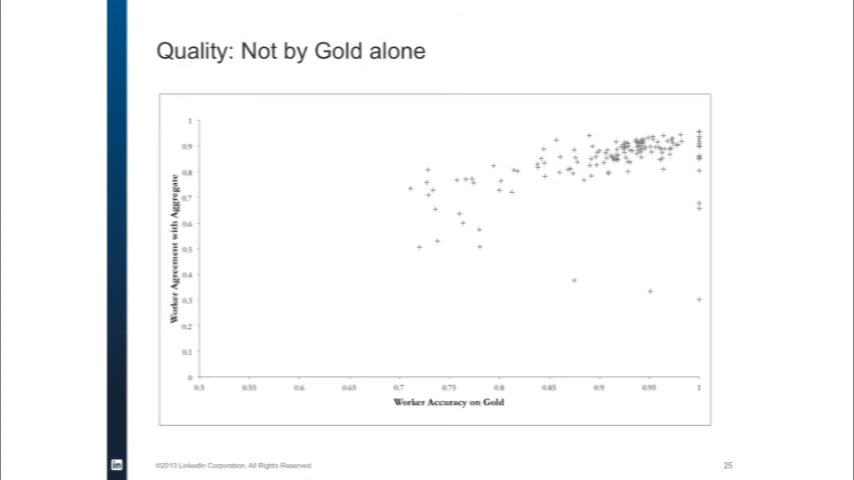 Quality: Not by Gold alone
1
0.9
0.8
0.7
0.6
0.5
0.4
0.3
0.2
0.1
0
Worker Agreement with Aggregate
0.5 0.55 0.6 0.65 0.7 0.75 0.8 0.85 0.9 0.95 1
Worker Accuracy on Gold
in
©2013 LinkedIn Corporation. All Rights Reserved.
25